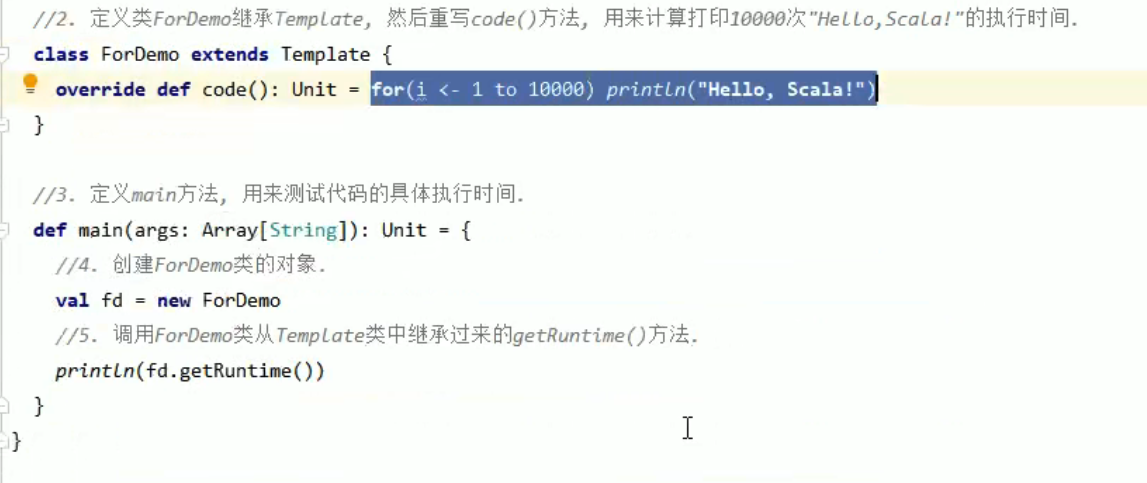 //2. 定义类ForDemo继承Template, 然后重写code()方法, 用来计算打印10000次"Hello,Scala!"的执行时间.
class ForDemo extends Template {
override def code(): Unit = for(i <- 1 to 10000) println("Hello, Scala!")
}
//3. 定义main方法, 用来测试代码的具体执行时间.
def main(args: Array[String]): Unit = {
//4. 创建ForDemo类的对象.
val fd = new ForDemo
//5. 调用ForDemo类从Template类中继承过来的getRuntime()方法.
println(fd.getRuntime())
}
}